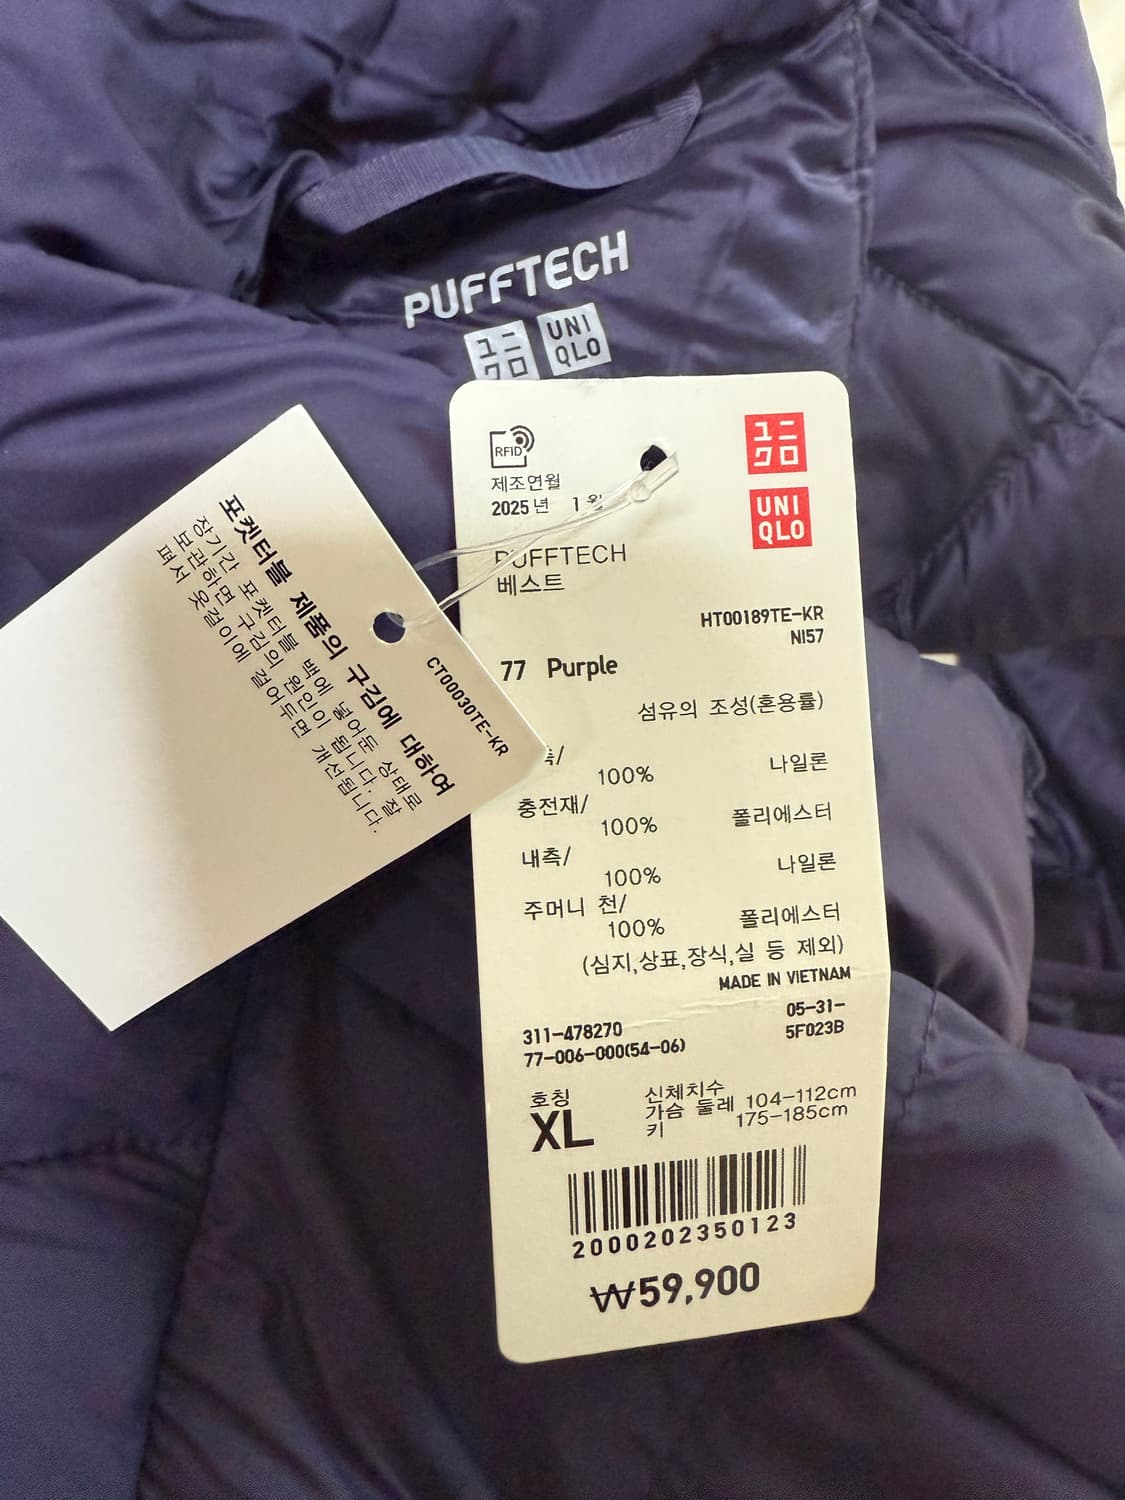 PUFFTECH
ユニ
クロ
UNI
QLO
RFID
제조연월
2025 년 1 월
ユニ
クロ
UNI
QLO
PUFFTECH
베스트
HT00189TE-KR
NI57
77 Purple
섬유의 조성(혼용률)
측/
100% 나일론
충전재/
100% 폴리에스터
내측/
100% 나일론
주머니 천/
100% 폴리에스터
(심지,상표,장식,실 등 제외)
MADE IN VIETNAM
311-478270 05-31-
77-006-000(54-06) 5F023B
호칭 신체치수
XL 가슴 둘레 104-112cm
키 175-185cm
2000202350123
₩59,900
CT00030TE-KR
포켓터블 제품의 구김에 대하여
장기간 포켓터블 백에 넣어둔 상태로
보관하면 구김의 원인이 됩니다. 잘
펴서 옷걸이에 걸어두면 개선됩니다.